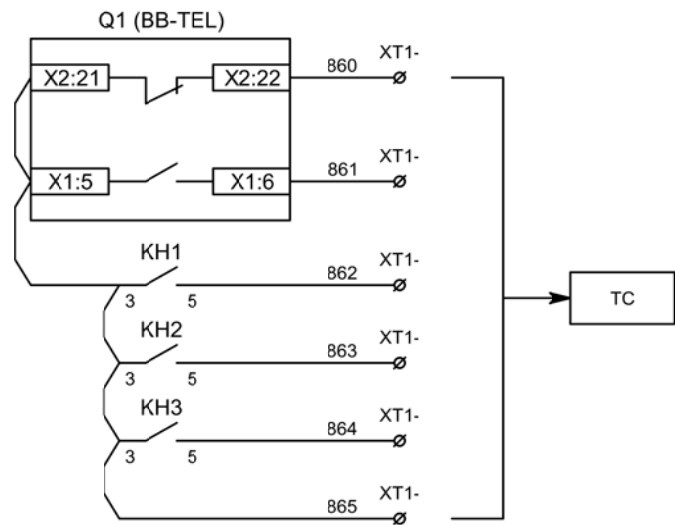 Q1 (BB-TEL)
X2:21 X2:22 860 XT1-
X1:5 X1:6 861 XT1-
KH1 3 5 862 XT1-
KH2 3 5 863 XT1-
KH3 3 5 864 XT1-
865 XT1-
ТС